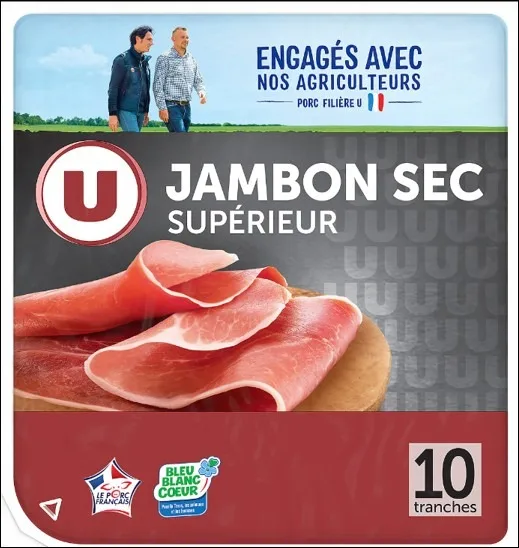 ENGAGÉS AVEC
NOS AGRICULTEURS
PORC FILIÈRE U
U
JAMBON SEC
SUPÉRIEUR
LE PORC
FRANÇAIS
BLEU
BLANC
COEUR
10
tranches